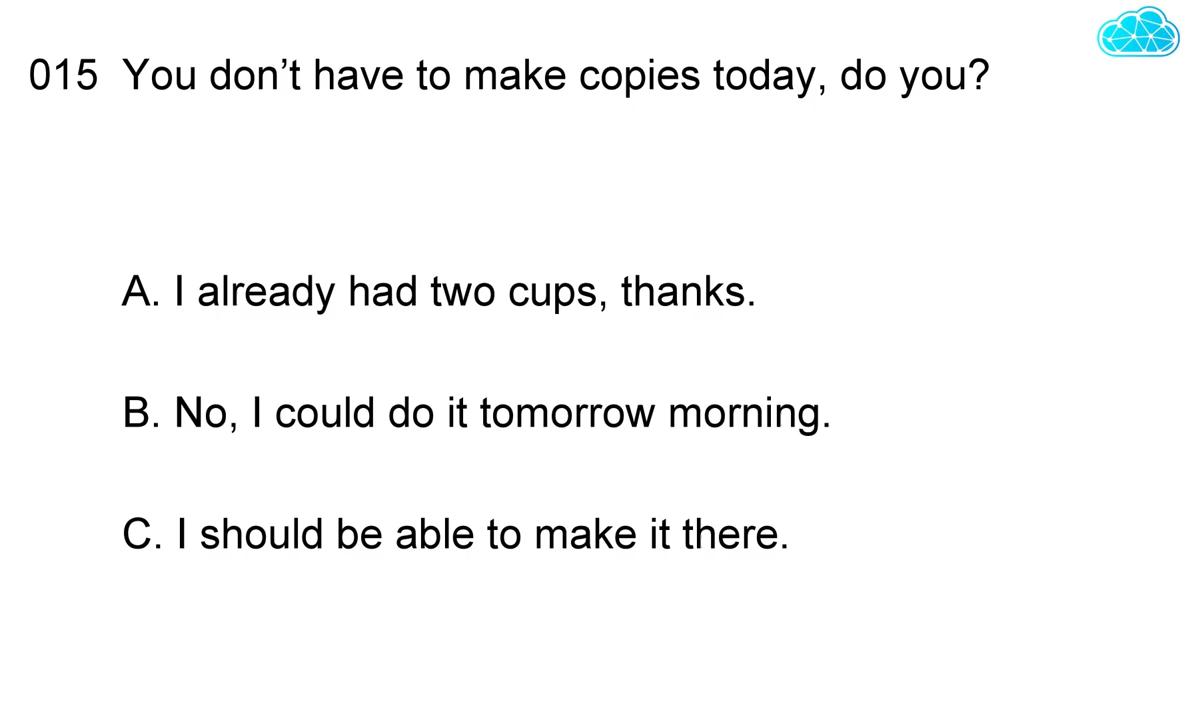 015 You don’t have to make copies today, do you?
A. I already had two cups, thanks.
B. No, I could do it tomorrow morning.
C. I should be able to make it there.